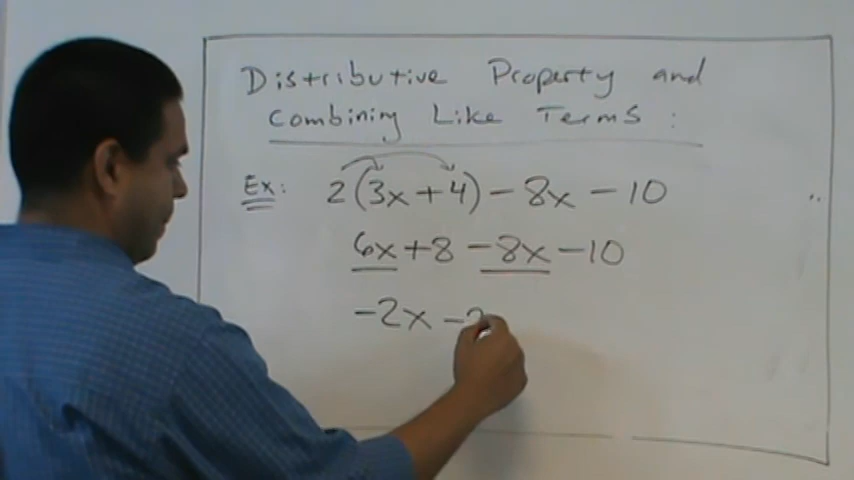 Distributive Property and
Combining Like Terms :
Ex: 2(3x+4)-8x-10
6x+8-8x-10
-2x-2